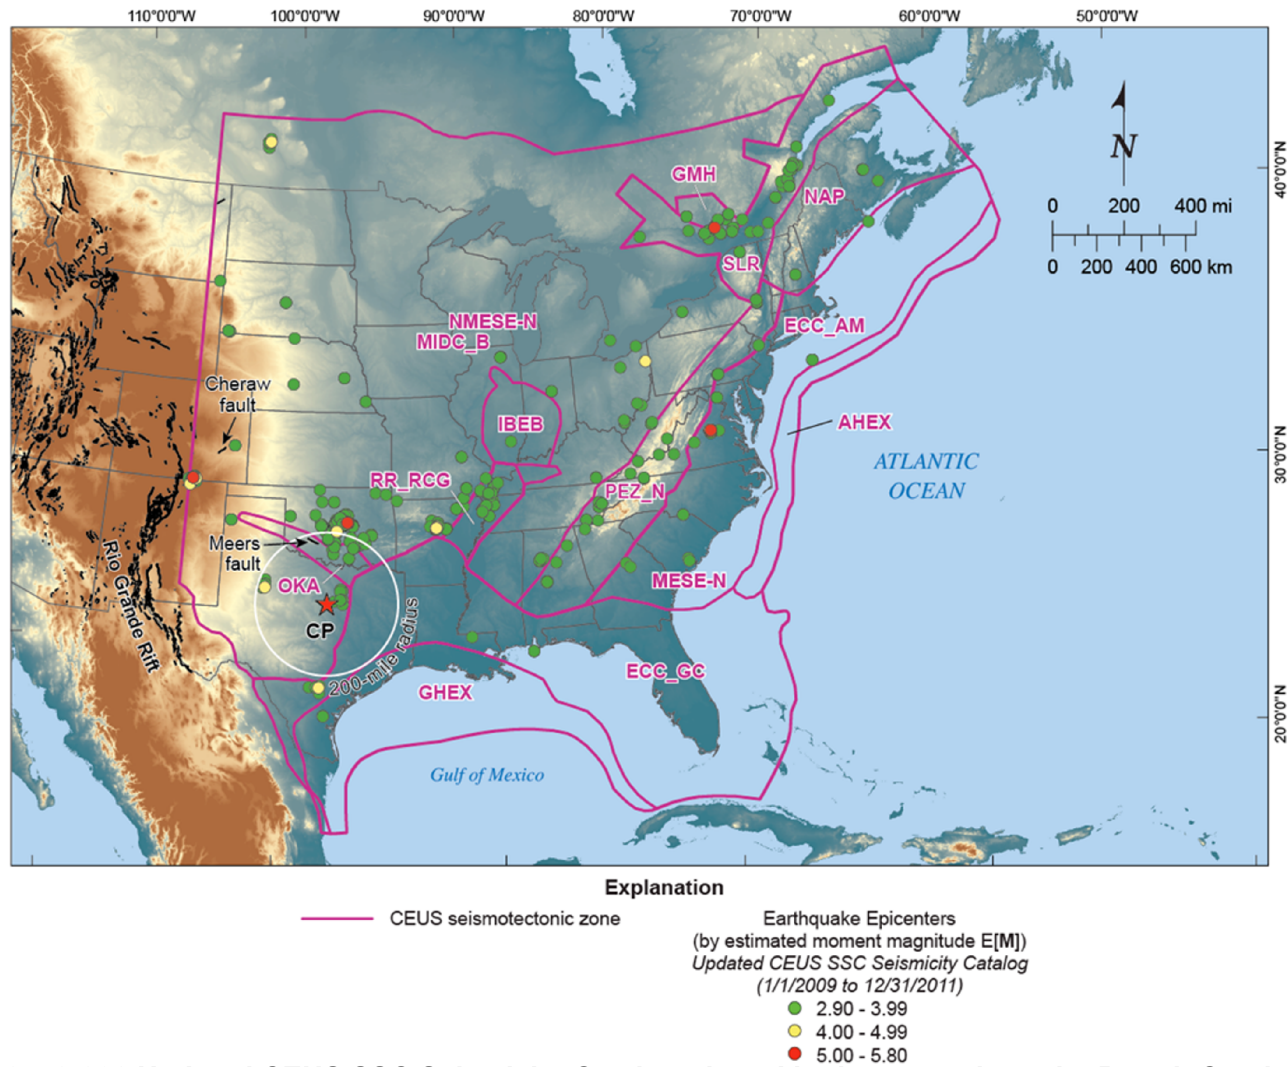 110°0'0"W 100°0'0"W 90°0'0"W 80°0'0"W 70°0'0"W 60°0'0"W 50°0'0"W
N
0 200 400 mi
0 200 400 600 km
40°0'0"N
30°0'0"N
20°0'0"N
GMH
NAP
SLR
NMESE-N
MIDC_B
ECC_AM
Cheraw
fault
IBEB
AHEX
ATLANTIC
OCEAN
RR_RCG
PEZ_N
Meers
fault
OKA
MESE-N
Rio Grande Rift
CP
200-mile radius
ECC_GC
GHEX
Gulf of Mexico
Explanation
CEUS seismotectonic zone
Earthquake Epicenters
(by estimated moment magnitude E[M])
Updated CEUS SSC Seismicity Catalog
(1/1/2009 to 12/31/2011)
2.90 - 3.99
4.00 - 4.99
5.00 - 5.80